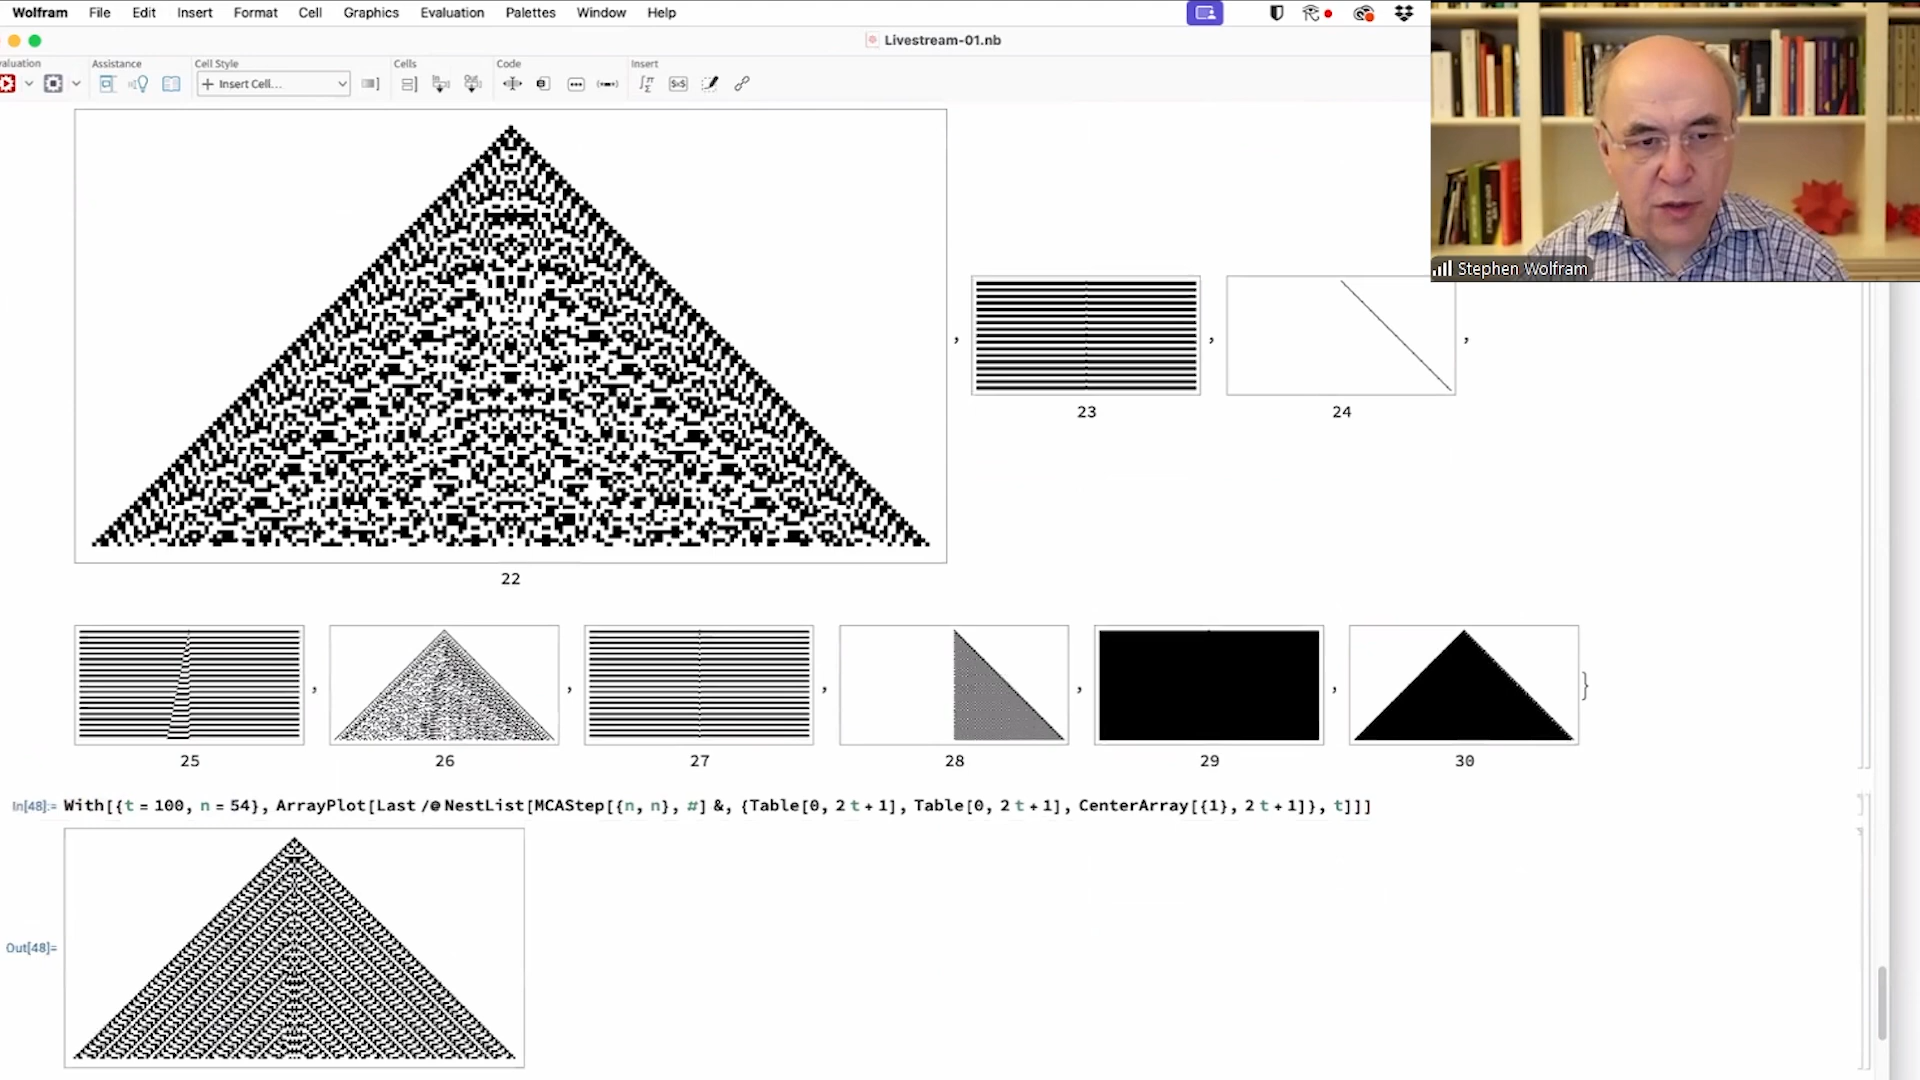 Wolfram File Edit Insert Format Cell Graphics Evaluation Palettes Window Help
Livestream-01.nb
valuation Assistance Cell Style Cells Code Insert
Insert Cell...
Stephen Wolfram
, , ,
23 24
22
, , , , , }
25 26 27 28 29 30
In[48]:= With[{t = 100, n = 54}, ArrayPlot[Last /@ NestList[MCAStep[{n, n}, #] &, {Table[0, 2 t + 1], Table[0, 2 t + 1], CenterArray[{1}, 2 t + 1]}, t]]]
Out[48]=